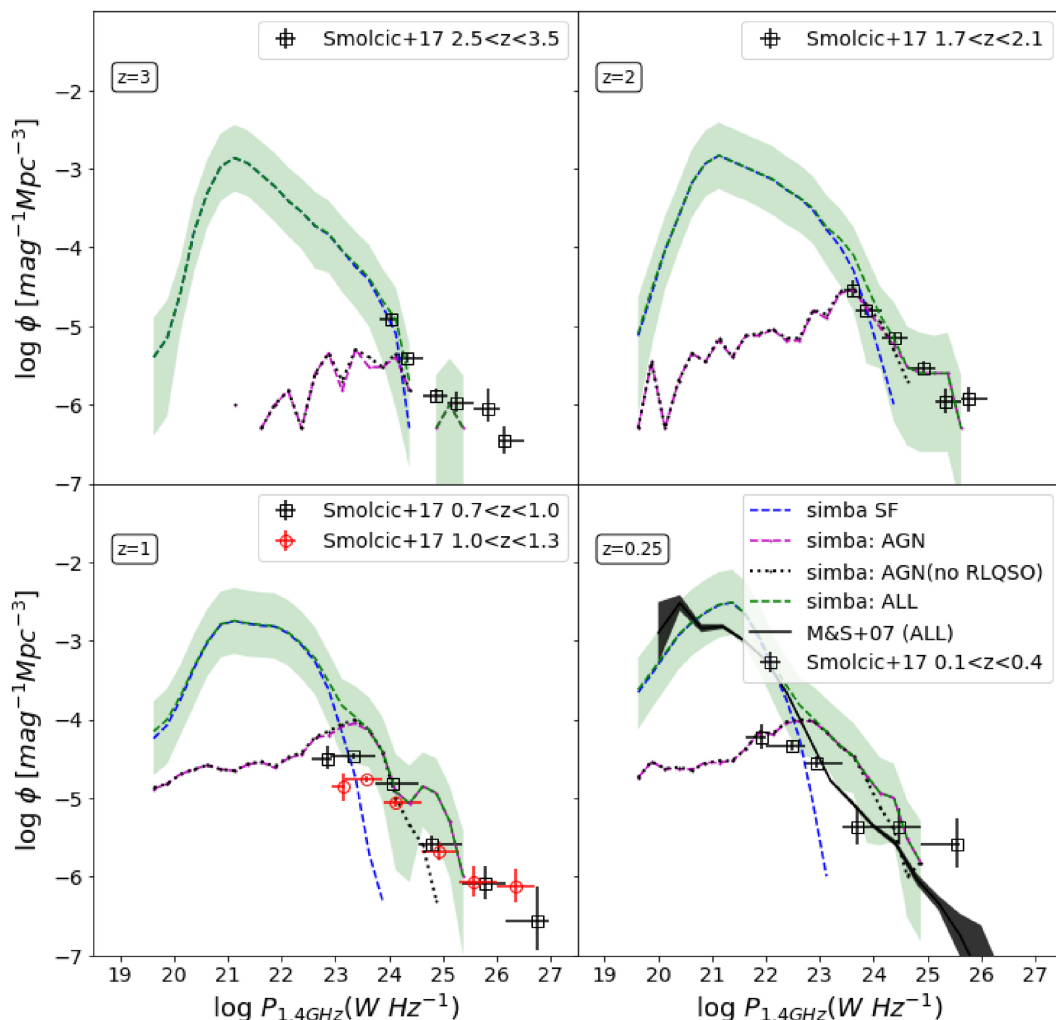 Smolcic+17 2.5<z<3.5
z=3
Smolcic+17 1.7<z<2.1
z=2
−2
−3
−4
−5
−6
−7
log ϕ [mag⁻¹Mpc⁻³]
Smolcic+17 0.7<z<1.0
Smolcic+17 1.0<z<1.3
z=1
simba SF
simba: AGN
simba: AGN(no RLQSO)
simba: ALL
M&S+07 (ALL)
Smolcic+17 0.1<z<0.4
z=0.25
−2
−3
−4
−5
−6
−7
log ϕ [mag⁻¹Mpc⁻³]
19 20 21 22 23 24 25 26 27
19 20 21 22 23 24 25 26 27
log P₁.₄GHz(W Hz⁻¹)
log P₁.₄GHz(W Hz⁻¹)